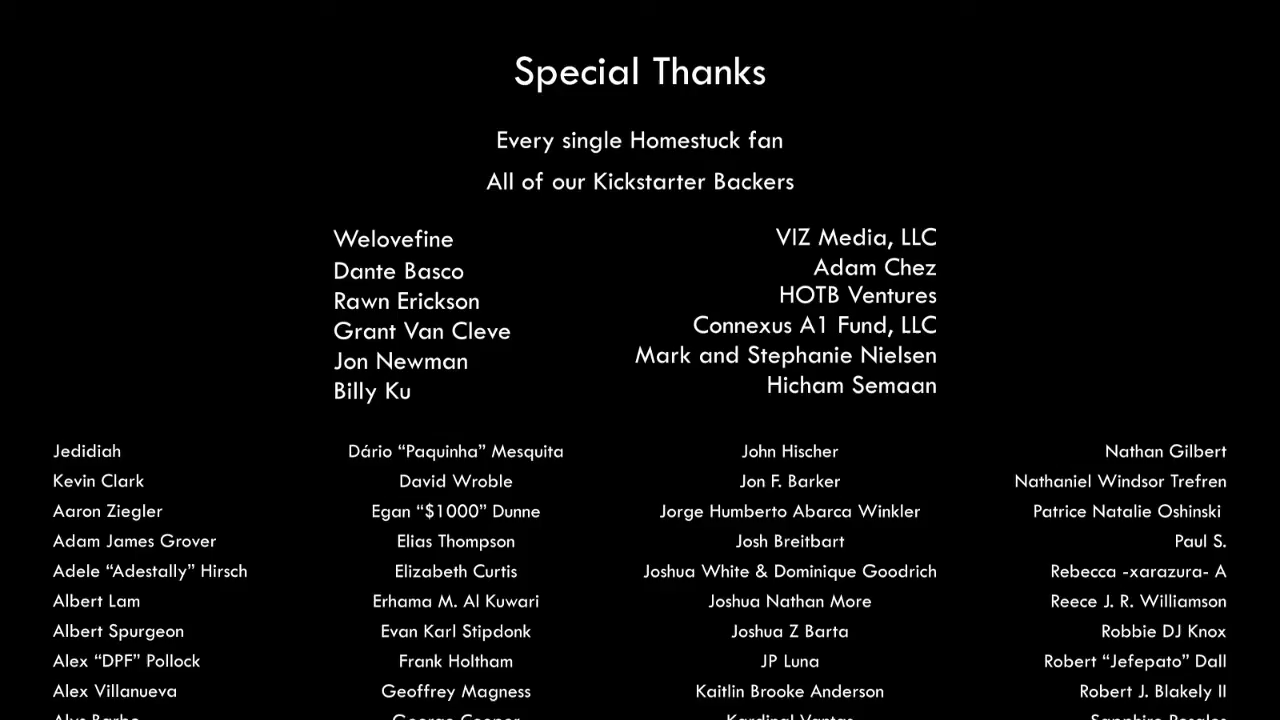 Special Thanks
Every single Homestuck fan
All of our Kickstarter Backers
Welovefine
Dante Basco
Rawn Erickson
Grant Van Cleve
Jon Newman
Billy Ku
VIZ Media, LLC
Adam Chez
HOTB Ventures
Connexus A1 Fund, LLC
Mark and Stephanie Nielsen
Hicham Semaan
Jedidiah
Kevin Clark
Aaron Ziegler
Adam James Grover
Adele “Adestally” Hirsch
Albert Lam
Albert Spurgeon
Alex “DPF” Pollock
Alex Villanueva
Dário “Paquinha” Mesquita
David Wroble
Egan “$1000” Dunne
Elias Thompson
Elizabeth Curtis
Erhama M. Al Kuwari
Evan Karl Stipdonk
Frank Holtham
Geoffrey Magness
George Cooper
John Hischer
Jon F. Barker
Jorge Humberto Abarca Winkler
Josh Breitbart
Joshua White & Dominique Goodrich
Joshua Nathan More
Joshua Z Barta
JP Luna
Kaitlin Brooke Anderson
Kardinal Vantas
Nathan Gilbert
Nathaniel Windsor Trefren
Patrice Natalie Oshinski
Paul S.
Rebecca -xarazura- A
Reece J. R. Williamson
Robbie DJ Knox
Robert “Jefepato” Dall
Robert J. Blakely II
Sapphire Rosales